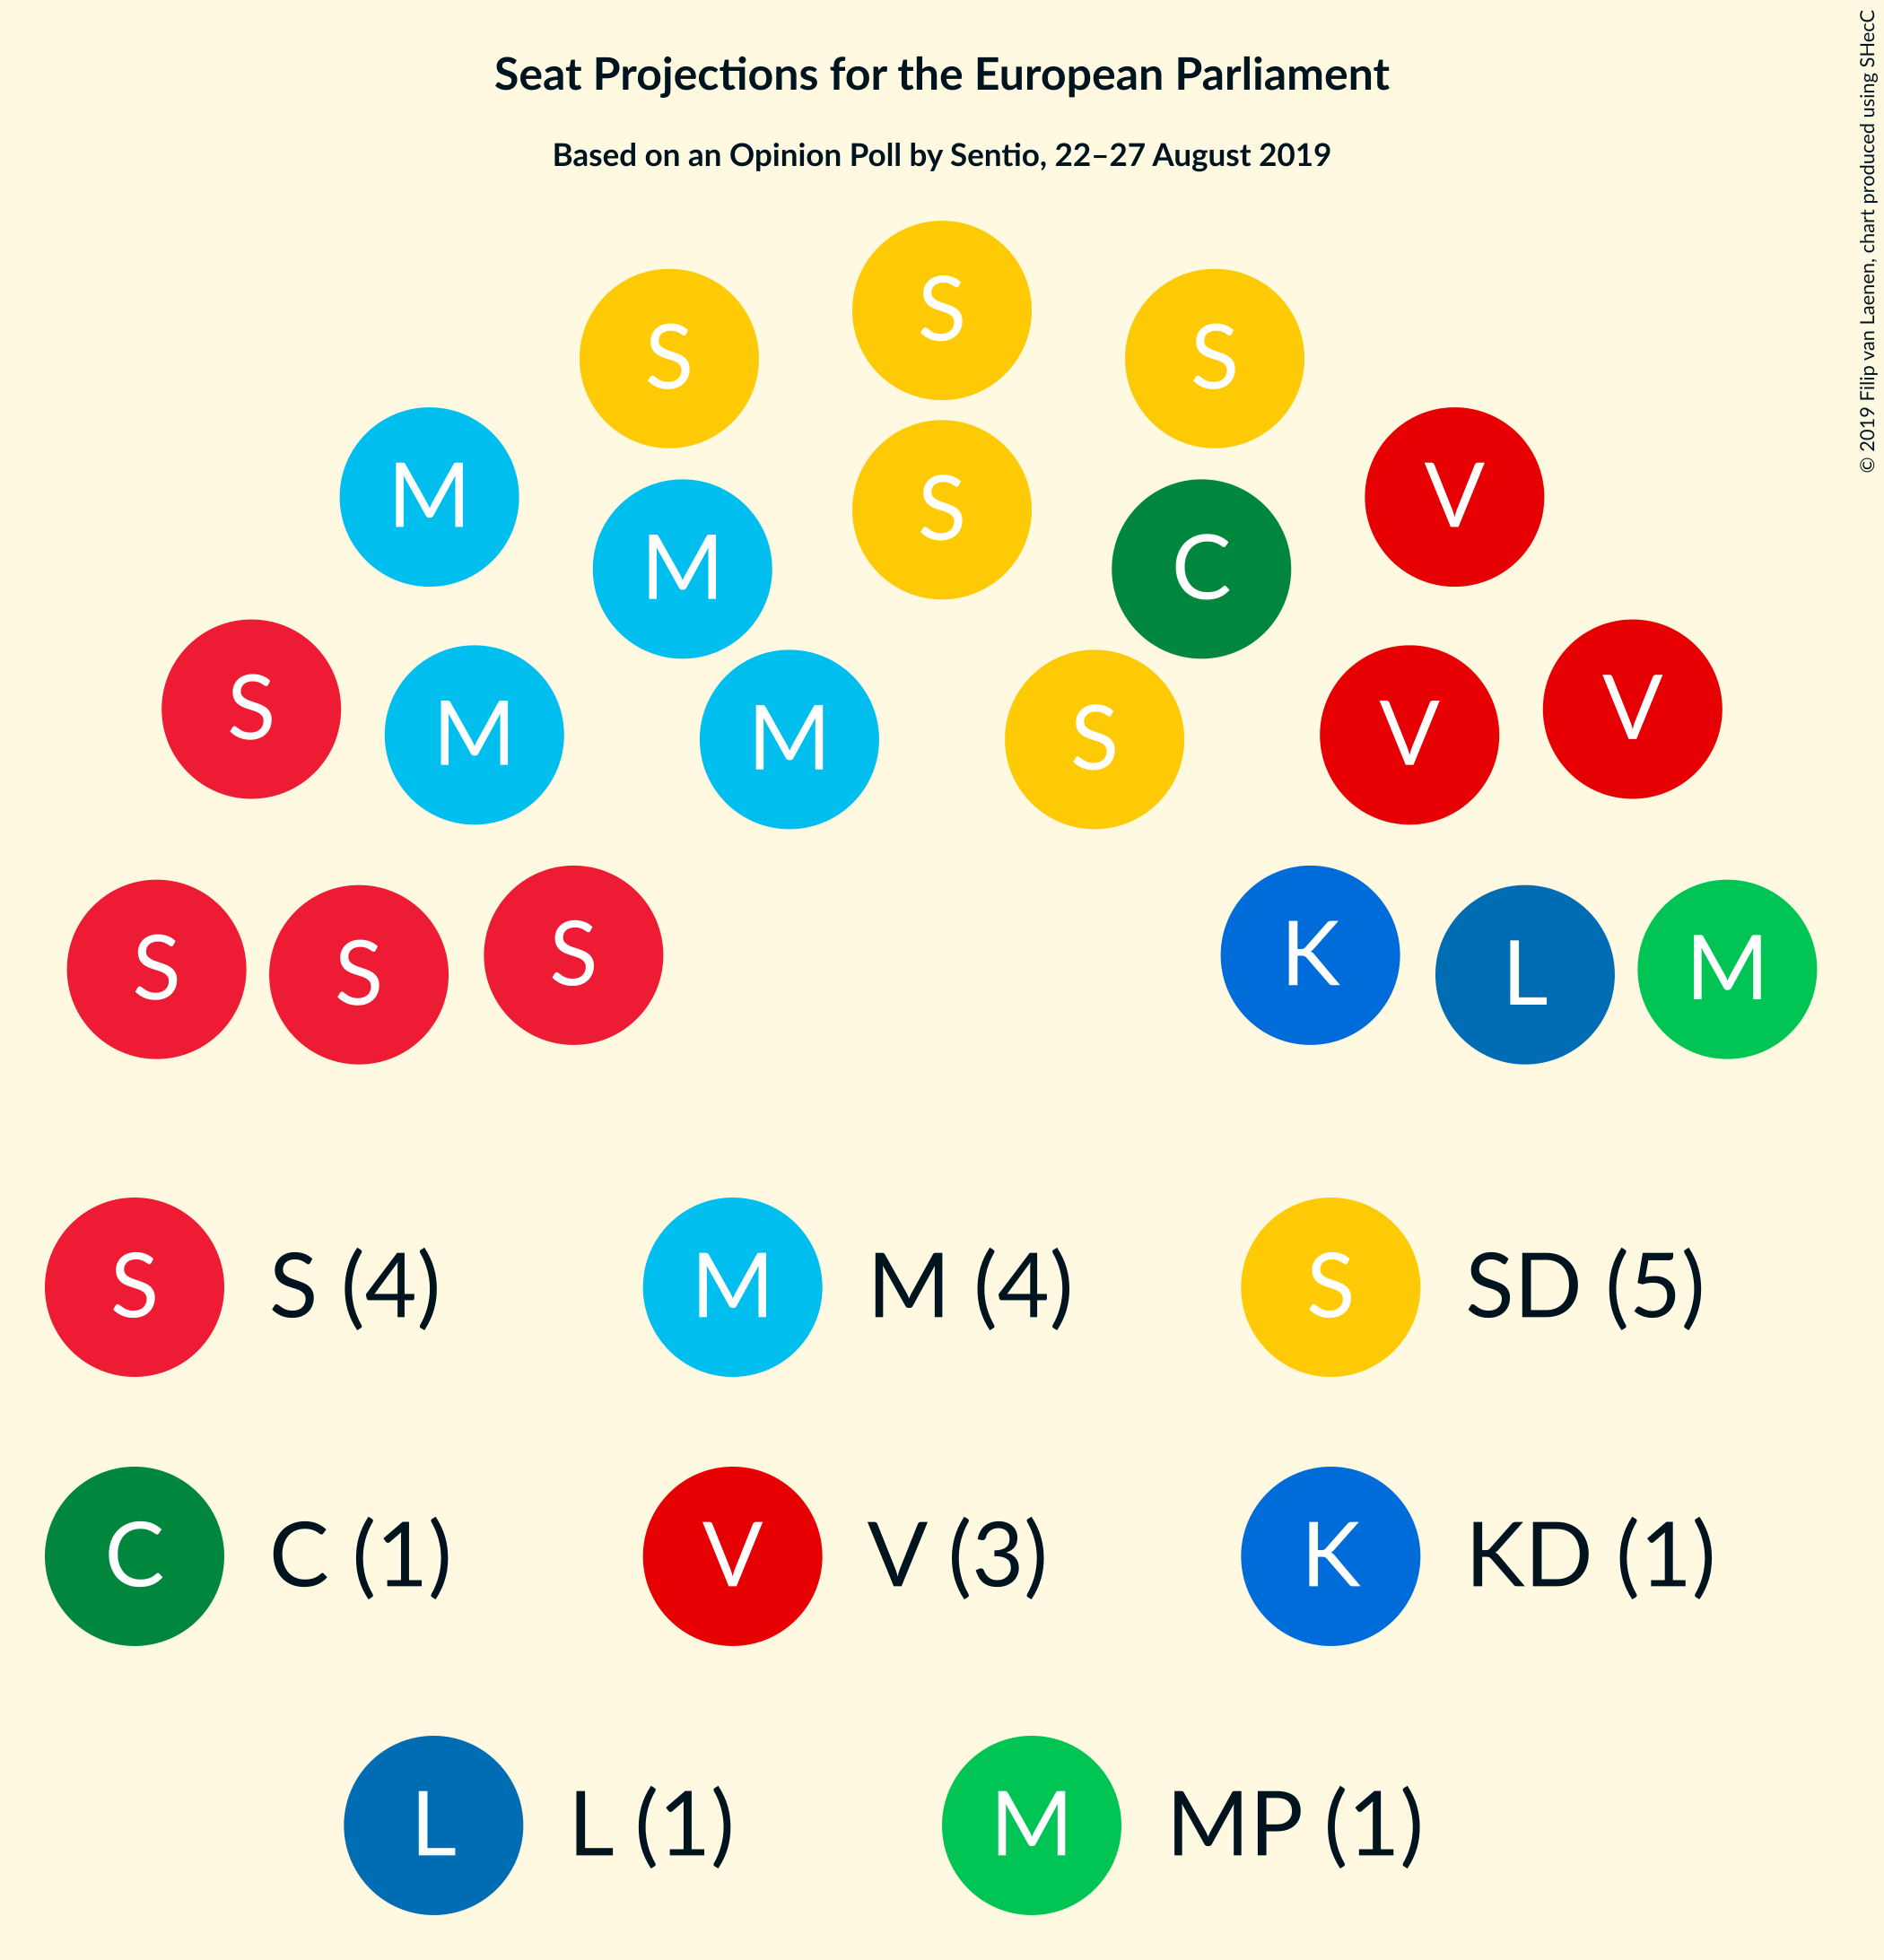 Seat Projections for the European Parliament
Based on an Opinion Poll by Sentio, 22–27 August 2019
© 2019 Filip van Laenen, chart produced using SHecC
S
S S
M S V
M C
S V
M M S V
S S S K L M
S S (4) M M (4) S SD (5)
C C (1) V V (3) K KD (1)
L L (1) M MP (1)